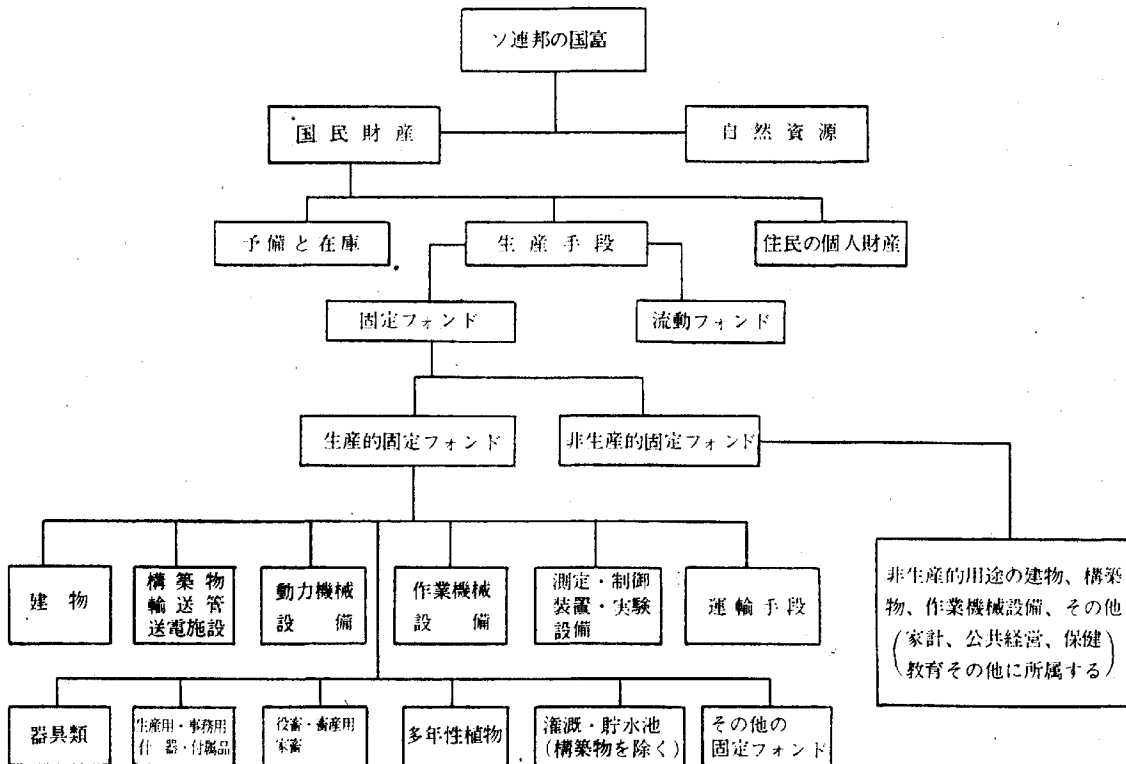 ソ連邦の国富
国民財産
自然資源
予備と在庫
生産手段
住民の個人財産
固定フォンド
流動フォンド
生産的固定フォンド
非生産的固定フォンド
建物
構築物
輸送管
送電施設
動力機械
設備
作業機械
設備
測定・制御
装置・実験
設備
運輸手段
非生産的用途の建物、構築
物、作業機械設備、その他
(家計、公共経営、保健
教育その他に所属する)
器具類
生産用・事務用
什器・付属品
役畜・畜産用
家畜
多年性植物
灌漑・貯水池
(構築物を除く)
その他の
固定フォンド